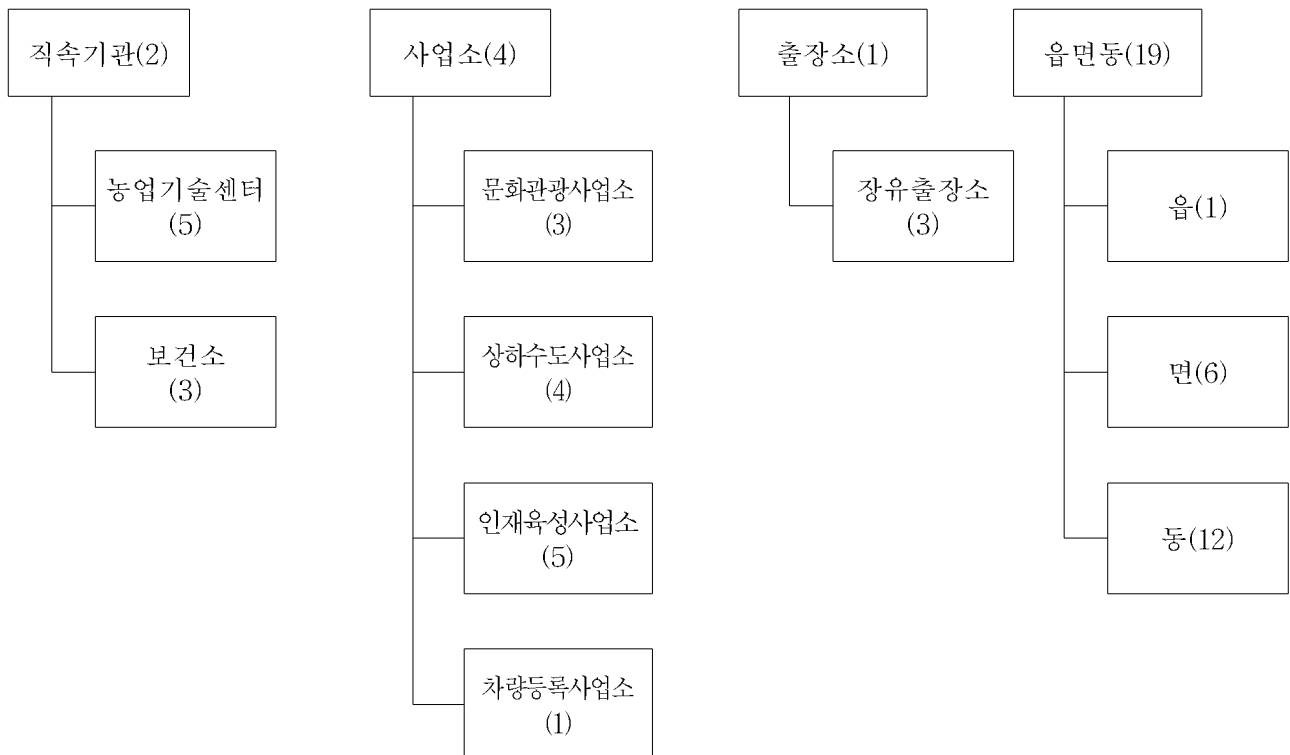 직속기관(2)
농업기술센터
(5)
보건소
(3)
사업소(4)
문화관광사업소
(3)
상하수도사업소
(4)
인재육성사업소
(5)
차량등록사업소
(1)
출장소(1)
장유출장소
(3)
읍면동(19)
읍(1)
면(6)
동(12)